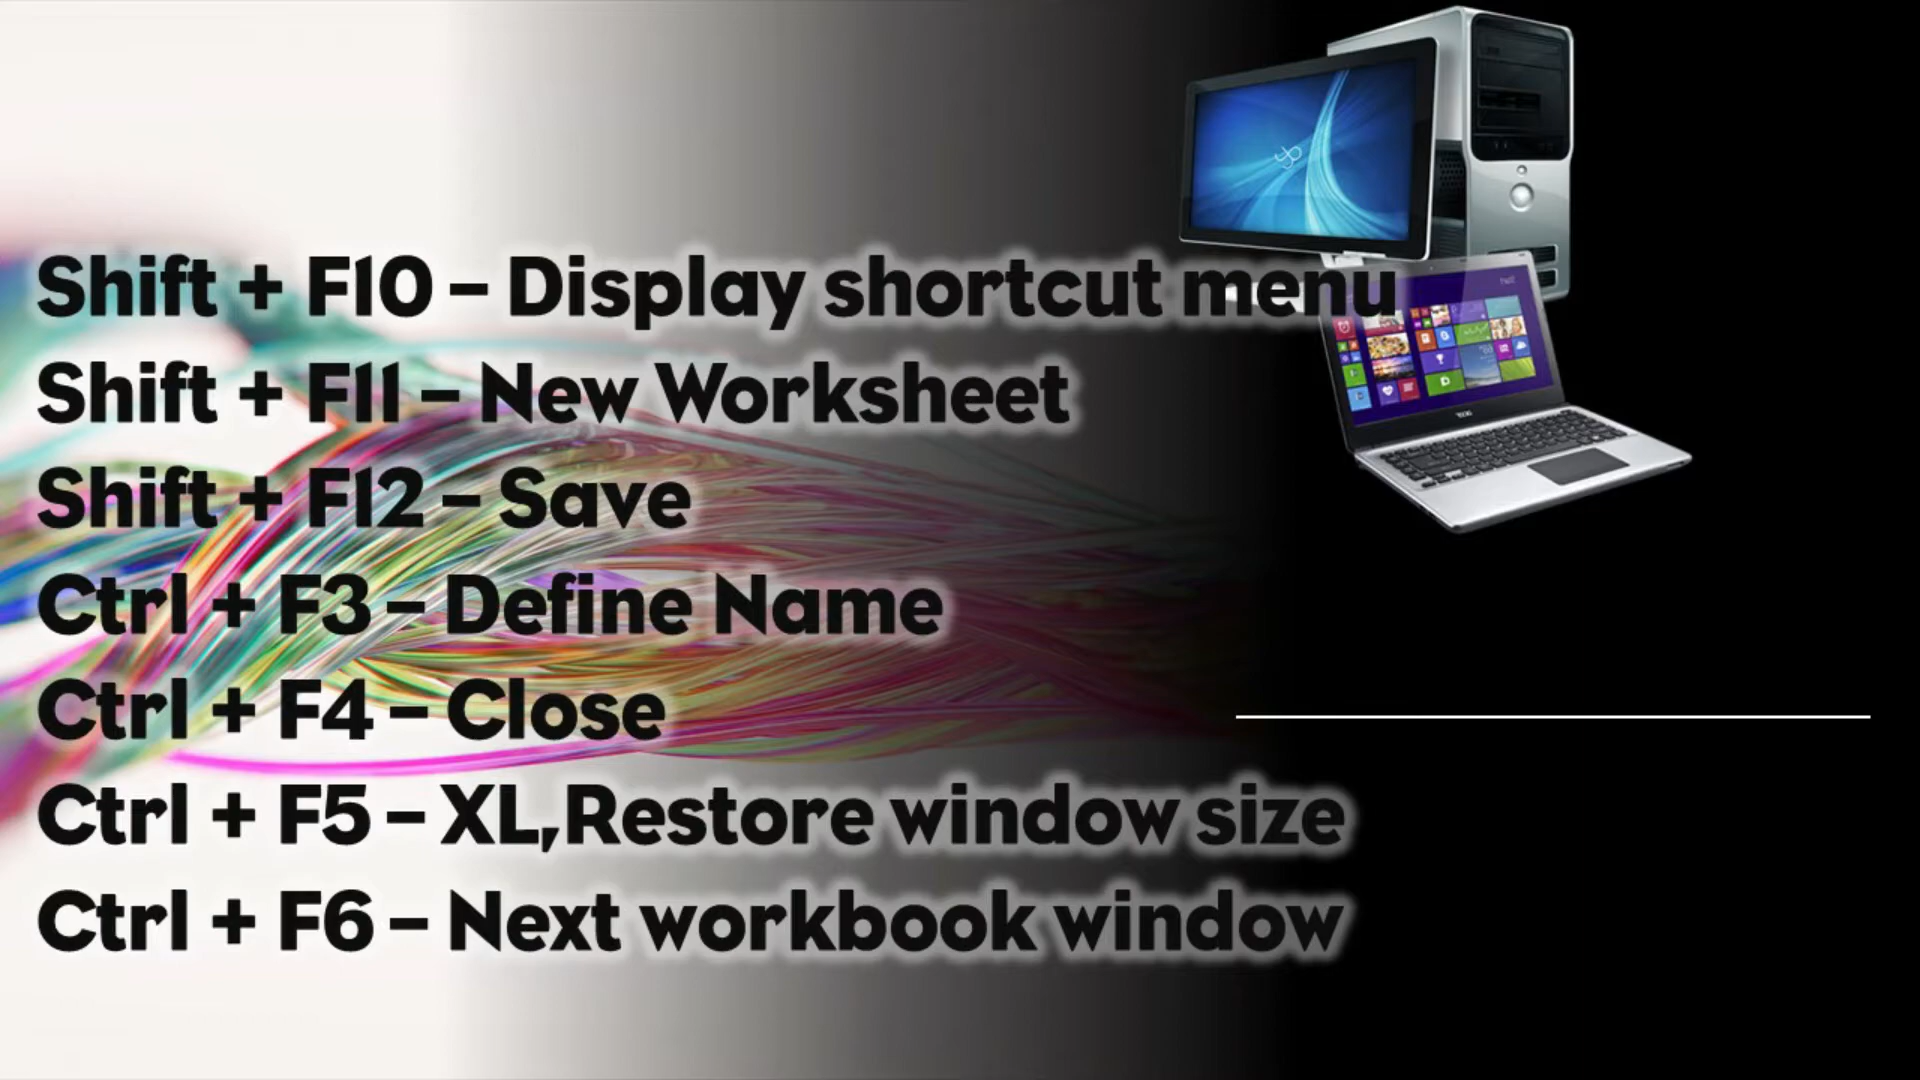 Shift + F10 – Display shortcut menu
Shift + F11 – New Worksheet
Shift + F12 – Save
Ctrl + F3 – Define Name
Ctrl + F4 – Close
Ctrl + F5 – XL,Restore window size
Ctrl + F6 – Next workbook window